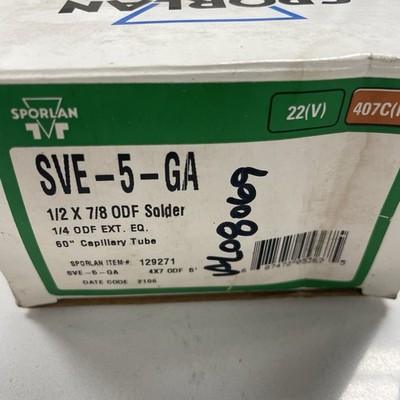 SPORLAN
SPORLAN
22(V)
407C(
SVE-5-GA
1/2 X 7/8 ODF Solder
1/4 ODF EXT. EQ.
60" Capillary Tube
SPORLAN ITEM-#: 129271
SVE-5-GA 4X7 ODF 5'
DATE CODE 2106